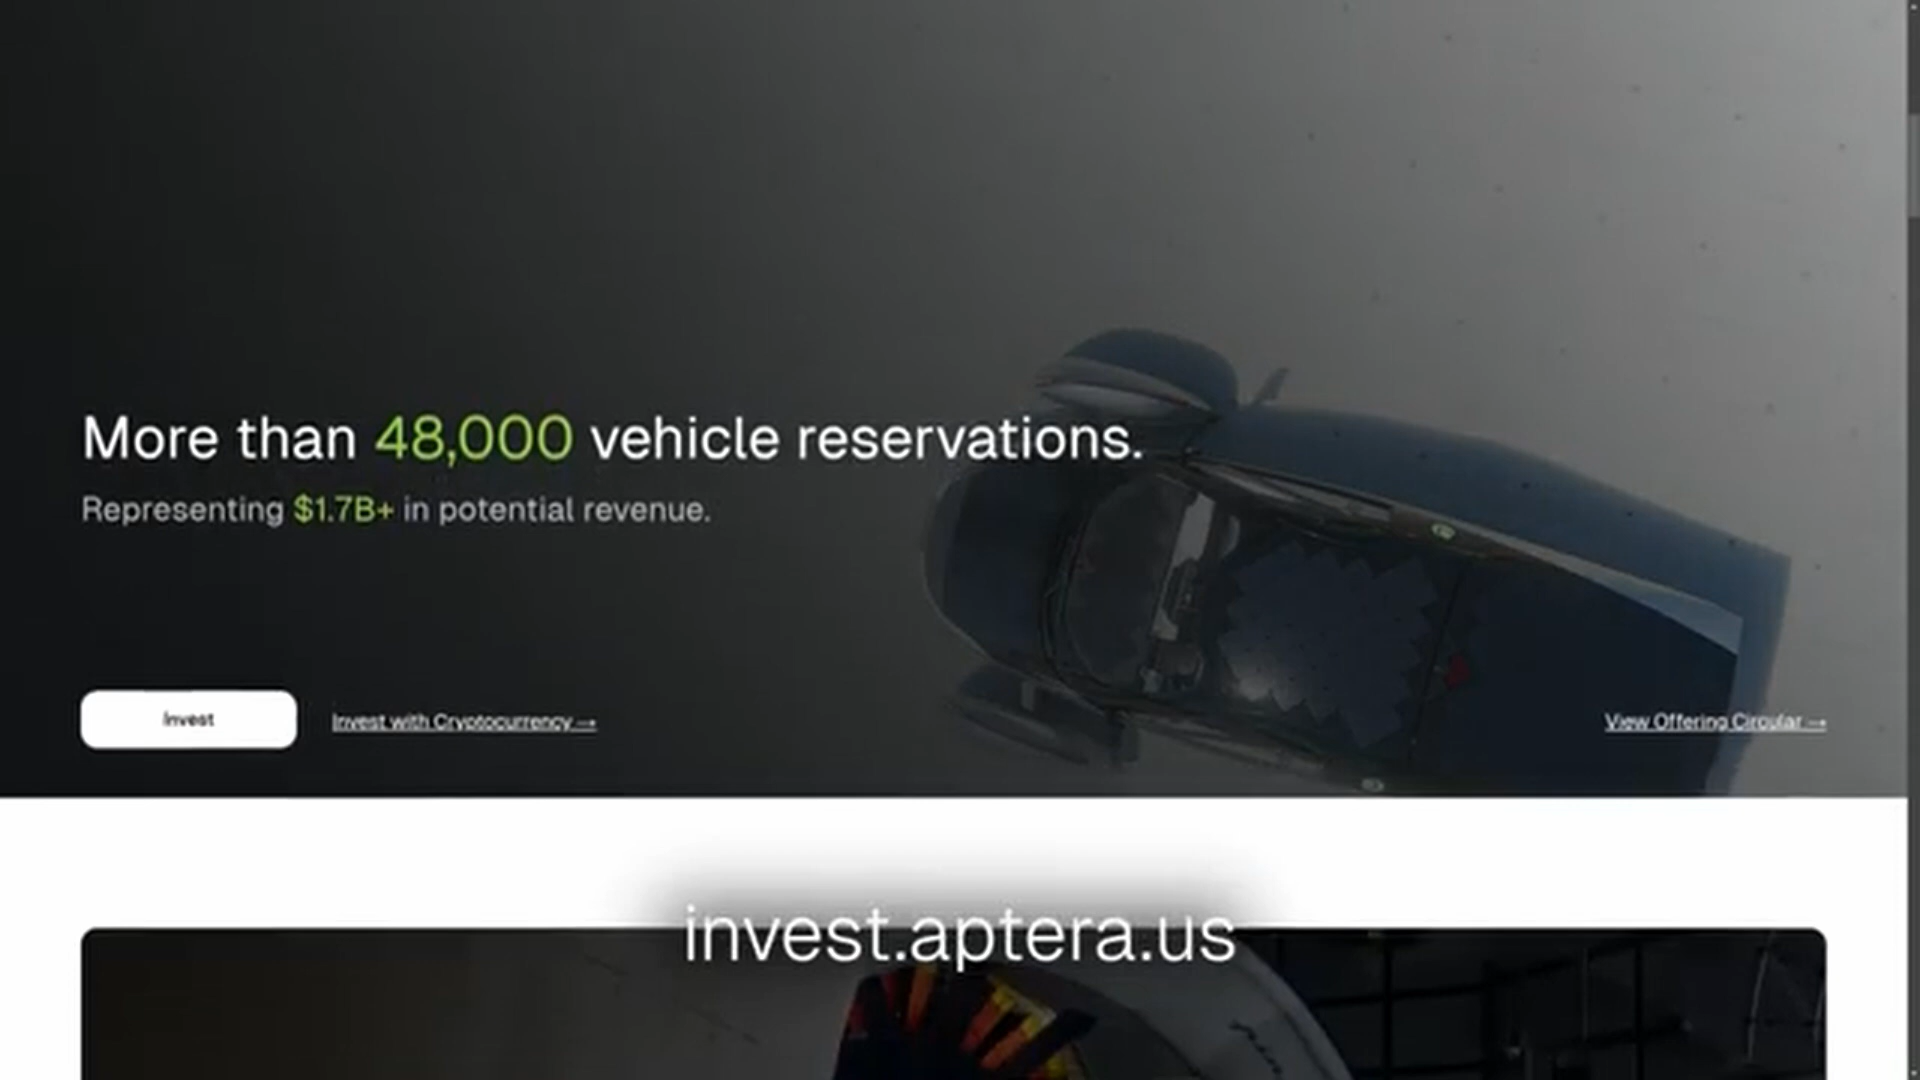 More than 48,000 vehicle reservations.
Representing $1.7B+ in potential revenue.
Invest
Invest with Cryptocurrency →
View Offering Circular →
invest.aptera.us